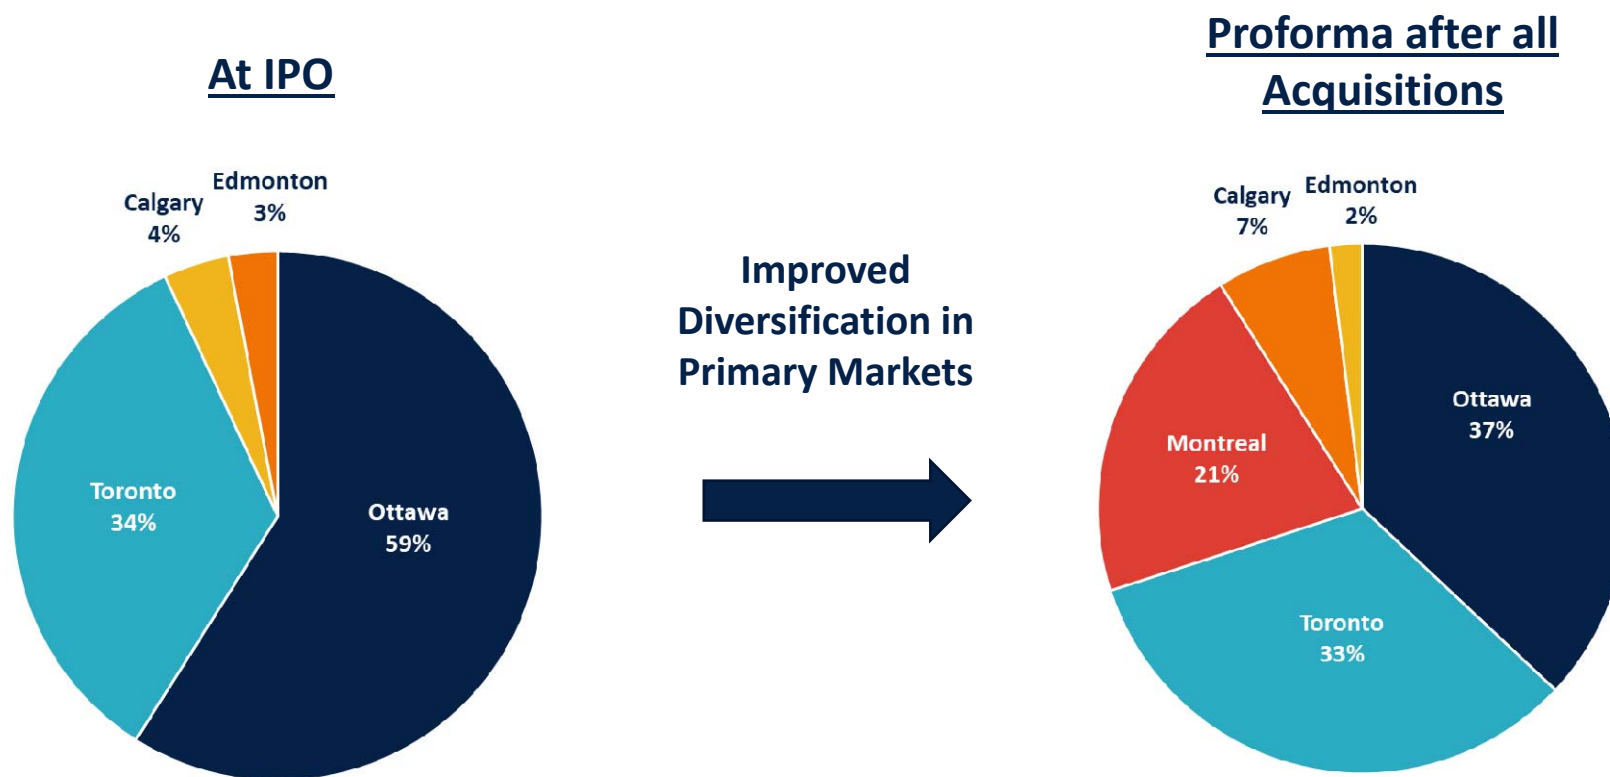 At IPO
Edmonton
3%
Calgary
4%
Toronto
34%
Ottawa
59%
Improved
Diversification in
Primary Markets
Proforma after all
Acquisitions
Edmonton
2%
Calgary
7%
Ottawa
37%
Montreal
21%
Toronto
33%